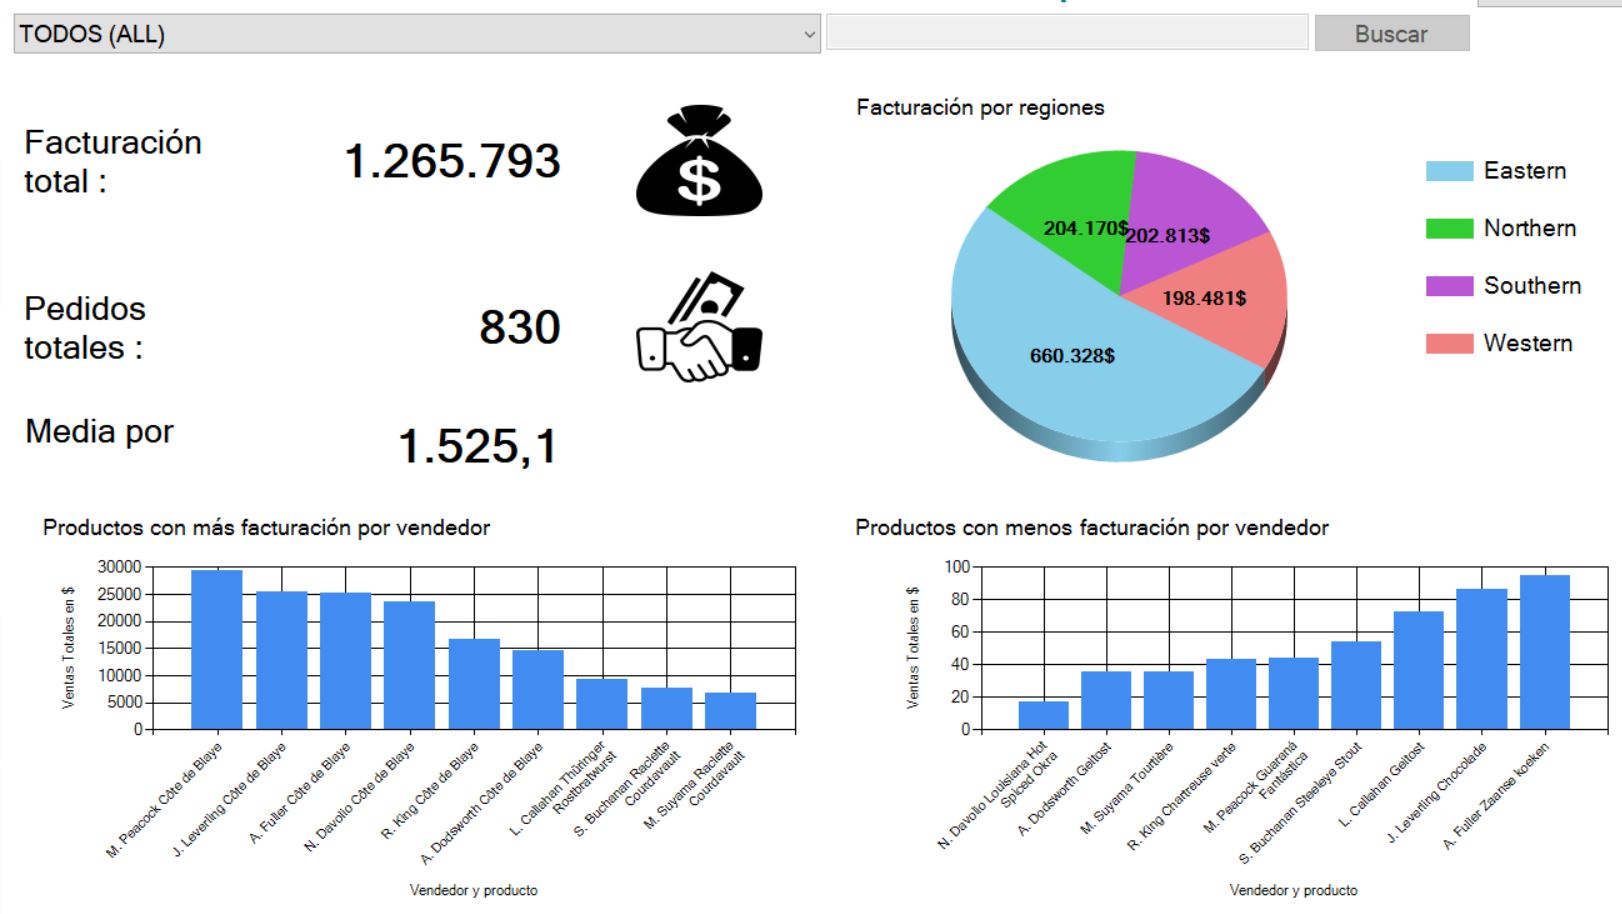 TODOS (ALL)
Buscar
Facturación
total :
1.265.793
$
Pedidos
totales :
830
Media por
1.525,1
Facturación por regiones
204.170$
202.813$
198.481$
660.328$
Eastern
Northern
Southern
Western
Productos con más facturación por vendedor
Ventas Totales en $
30000
25000
20000
15000
10000
5000
0
M. Peacock Côte de Blaye
J. Leverling Côte de Blaye
A. Fuller Côte de Blaye
N. Davolio Côte de Blaye
R. King Côte de Blaye
A. Dodsworth Côte de Blaye
L. Callahan Thüringer
Rostbratwurst
S. Buchanan Raclette
Courdavault
M. Suyama Raclette
Courdavault
Vendedor y producto
Productos con menos facturación por vendedor
Ventas Totales en $
100
80
60
40
20
0
N. Davolio Louisiana Hot
Spiced Okra
A. Dodsworth Geitost
M. Suyama Tourtière
R. King Chartreuse verte
M. Peacock Guaraná
Fantástica
S. Buchanan Steeleye Stout
L. Callahan Geitost
J. Leverling Chocolade
A. Fuller Zaanse koeken
Vendedor y producto